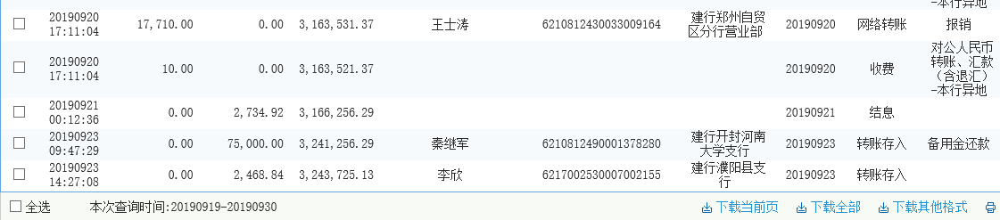 -本行异地
20190920 17:11:04 17,710.00 0.00 3,163,531.37 王士涛 6210812430033009164 建行郑州自贸区分行营业部 20190920 网络转账 报销
20190920 17:11:04 10.00 0.00 3,163,521.37 20190920 收费 对公人民币转账、汇款（含退汇）-本行异地
20190921 00:12:36 0.00 2,734.92 3,166,256.29 20190921 结息
20190923 09:47:29 0.00 75,000.00 3,241,256.29 秦继军 6210812490001378280 建行开封河南大学支行 20190923 转账存入 备用金还款
20190923 14:27:08 0.00 2,468.84 3,243,725.13 李欣 6217002530007002155 建行濮阳县支行 20190923 转账存入
全选 本次查询时间:20190919-20190930 下载当前页 下载全部 下载其他格式